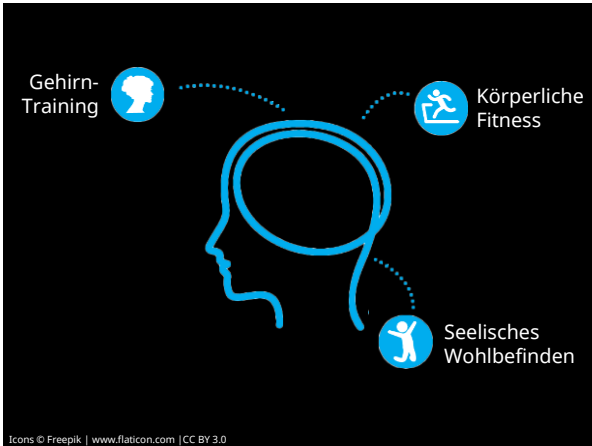 Gehirn-
Training
Körperliche
Fitness
Seelisches
Wohlbefinden
Icons © Freepik | www.flaticon.com |CC BY 3.0